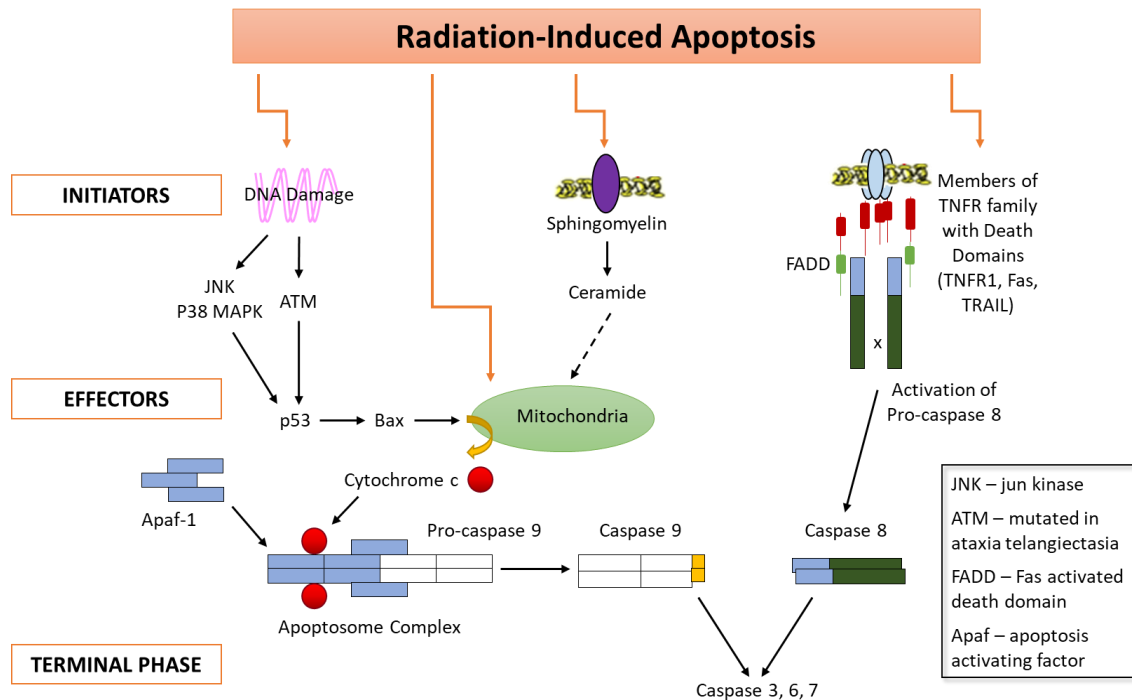 Radiation-Induced Apoptosis
INITIATORS
DNA Damage
Sphingomyelin
Members of
TNFR family
with Death
Domains
(TNFR1, Fas,
TRAIL)
FADD
JNK
P38 MAPK
ATM
Ceramide
x
EFFECTORS
p53
Bax
Mitochondria
Activation of
Pro-caspase 8
Cytochrome c
Apaf-1
Pro-caspase 9
Caspase 9
Caspase 8
Apoptosome Complex
JNK – jun kinase
ATM – mutated in
ataxia telangiectasia
FADD – Fas activated
death domain
Apaf – apoptosis
activating factor
TERMINAL PHASE
Caspase 3, 6, 7